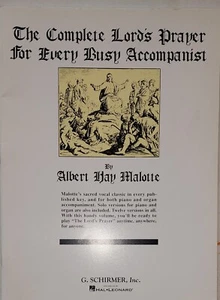 The Complete Lord's Prayer
For Every Busy Accompanist
By
Albert Hay Malotte
Malotte's sacred vocal classic in every pub-
lished key, and for both piano and organ
accompaniment. Solo versions for piano and
organ are also included. Twelve versions in all.
With this handy volume, you'll be ready to
play "The Lord's Prayer" anytime, anywhere,
for anyone.
G. SCHIRMER, Inc.
HAL•LEONARD